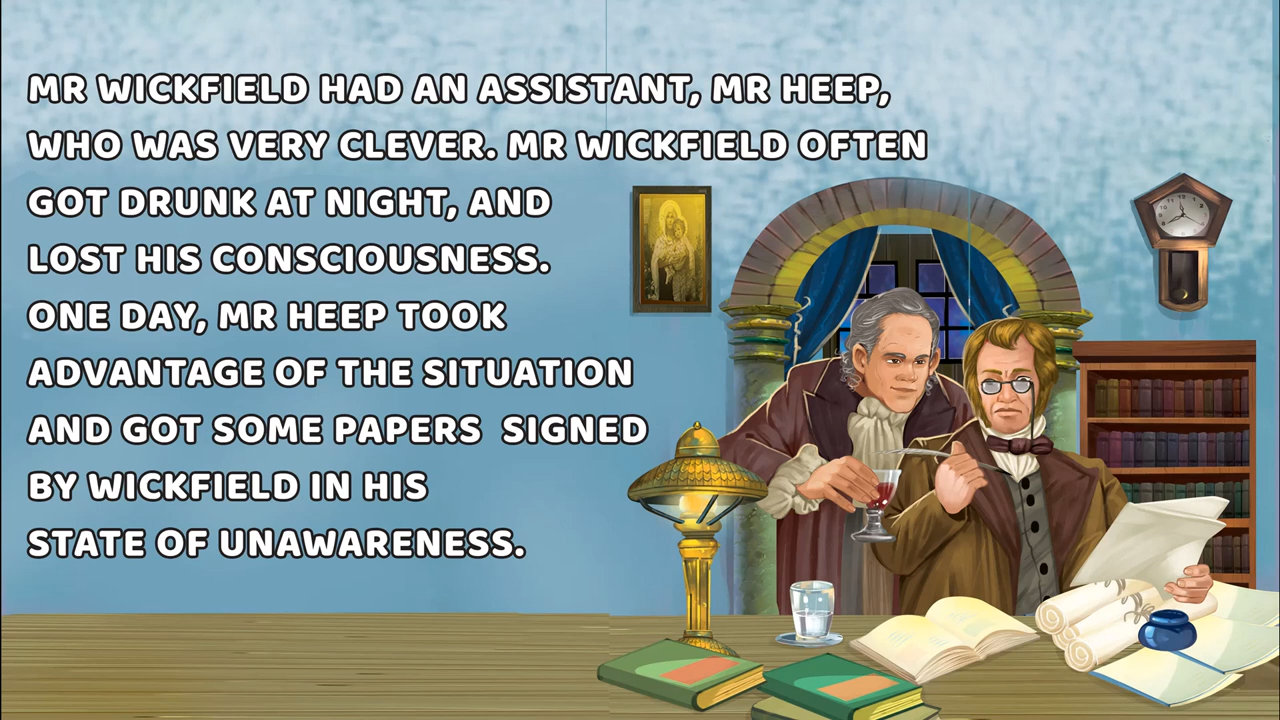 MR WICKFIELD HAD AN ASSISTANT, MR HEEP,
WHO WAS VERY CLEVER. MR WICKFIELD OFTEN
GOT DRUNK AT NIGHT, AND
LOST HIS CONSCIOUSNESS.
ONE DAY, MR HEEP TOOK
ADVANTAGE OF THE SITUATION
AND GOT SOME PAPERS  SIGNED
BY WICKFIELD IN HIS
STATE OF UNAWARENESS.